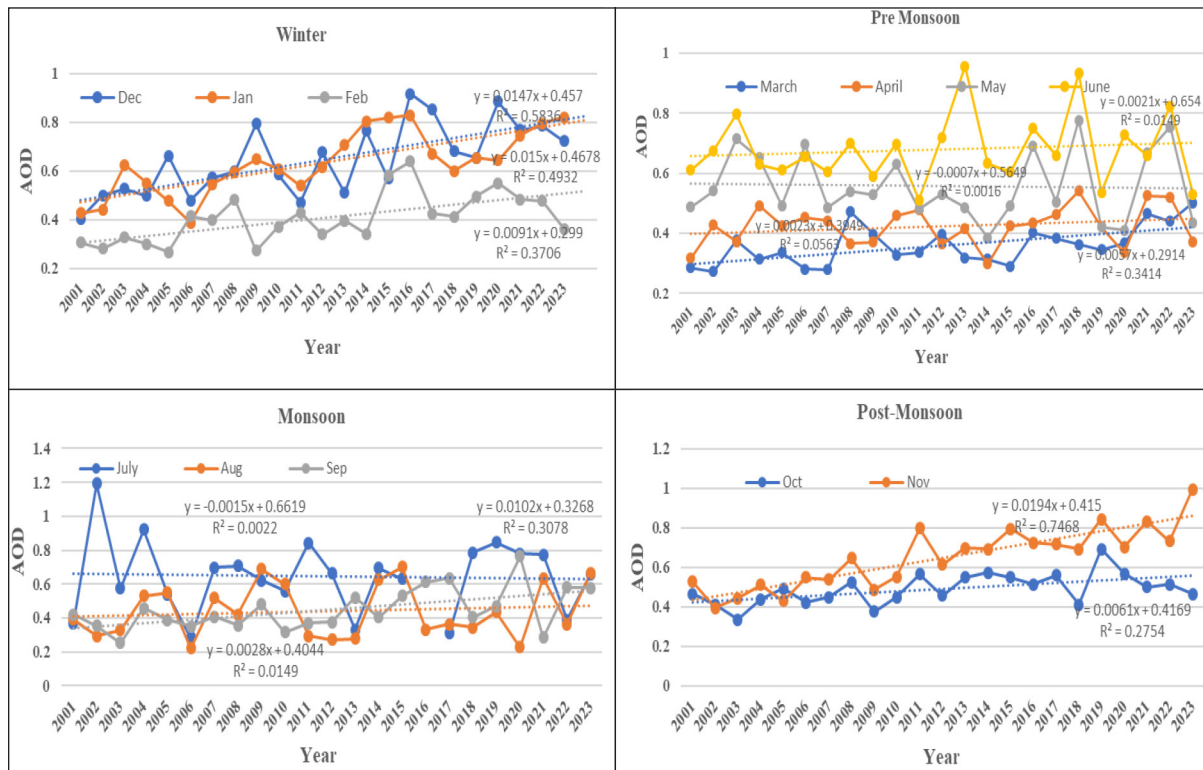 Winter
1
Dec
Jan
Feb
0.8
0.6
0.4
0.2
AOD
y = 0.0147x + 0.457
R² = 0.5836
y = 0.015x + 0.4678
R² = 0.4932
y = 0.0091x + 0.299
R² = 0.3706
2001 2002 2003 2004 2005 2006 2007 2008 2009 2010 2011 2012 2013 2014 2015 2016 2017 2018 2019 2020 2021 2022 2023
Year
Pre Monsoon
1
March
April
May
June
0.8
0.6
0.4
0.2
AOD
y = 0.0021x + 0.654
R² = 0.0149
y = -0.0007x + 0.5649
R² = 0.0016
y = 0.0023x + 0.3949
R² = 0.0563
y = 0.0057x + 0.2914
R² = 0.3414
2001 2002 2003 2004 2005 2006 2007 2008 2009 2010 2011 2012 2013 2014 2015 2016 2017 2018 2019 2020 2021 2022 2023
Year
Monsoon
1.4
July
Aug
Sep
1.2
1
0.8
0.6
0.4
0.2
0
AOD
y = -0.0015x + 0.6619
R² = 0.0022
y = 0.0102x + 0.3268
R² = 0.3078
y = 0.0028x + 0.4044
R² = 0.0149
2001 2002 2003 2004 2005 2006 2007 2008 2009 2010 2011 2012 2013 2014 2015 2016 2017 2018 2019 2020 2021 2022 2023
Year
Post-Monsoon
1.2
Oct
Nov
1
0.8
0.6
0.4
0.2
0
AOD
y = 0.0194x + 0.415
R² = 0.7468
y = 0.0061x + 0.4169
R² = 0.2754
2001 2002 2003 2004 2005 2006 2007 2008 2009 2010 2011 2012 2013 2014 2015 2016 2017 2018 2019 2020 2021 2022 2023
Year